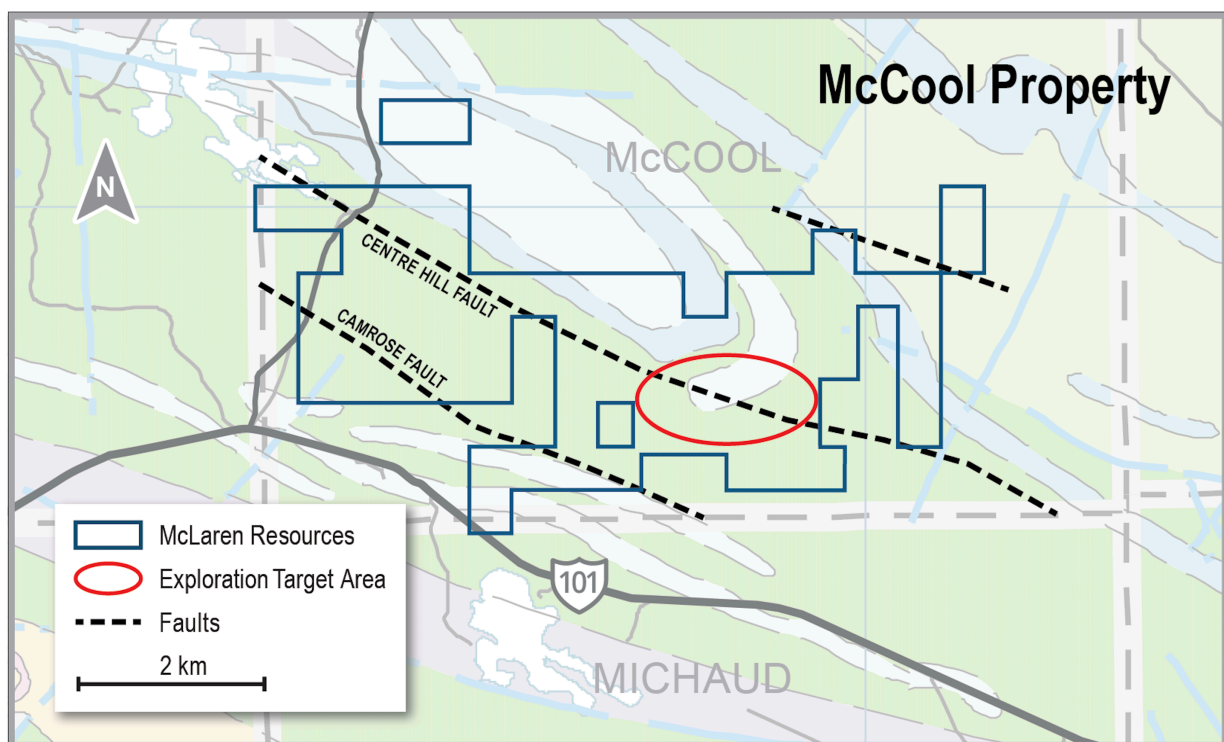 McCool Property
McCOOL
N
CENTRE HILL FAULT
CAMROSE FAULT
McLaren Resources
Exploration Target Area
Faults
2 km
101
MICHAUD